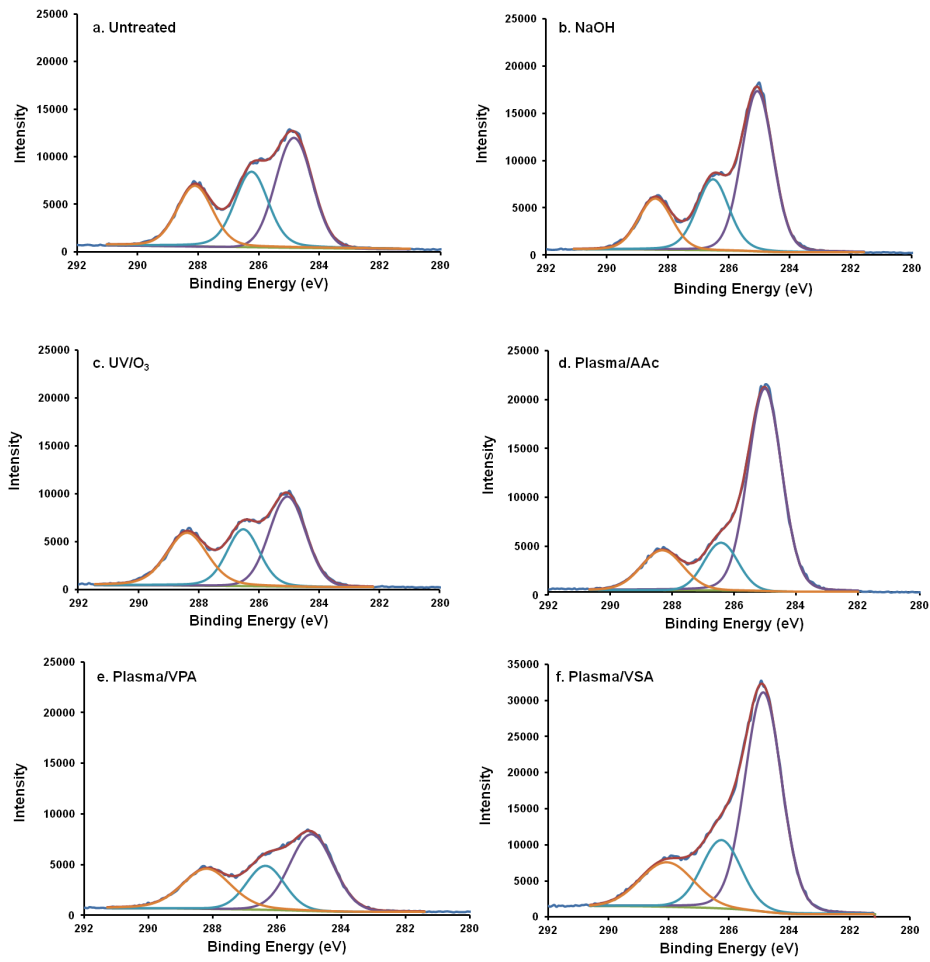 a. Untreated
25000
20000
15000
10000
5000
0
Intensity
292 290 288 286 284 282 280
Binding Energy (eV)
b. NaOH
25000
20000
15000
10000
5000
0
Intensity
292 290 288 286 284 282 280
Binding Energy (eV)
c. UV/O₃
25000
20000
15000
10000
5000
0
Intensity
292 290 288 286 284 282 280
Binding Energy (eV)
d. Plasma/AAc
25000
20000
15000
10000
5000
0
Intensity
292 290 288 286 284 282 280
Binding Energy (eV)
e. Plasma/VPA
25000
20000
15000
10000
5000
0
Intensity
292 290 288 286 284 282 280
Binding Energy (eV)
f. Plasma/VSA
35000
30000
25000
20000
15000
10000
5000
0
Intensity
292 290 288 286 284 282 280
Binding Energy (eV)